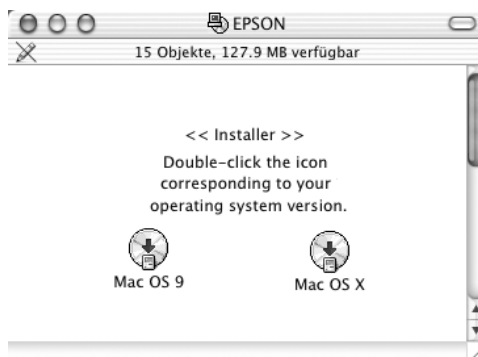 EPSON
15 Objekte, 127.9 MB verfügbar
<< Installer >>
Double-click the icon
corresponding to your
operating system version.
Mac OS 9
Mac OS X